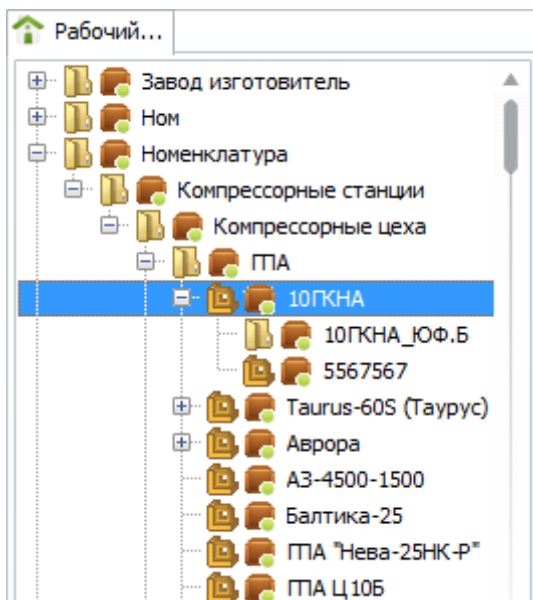 Рабочий...
Завод изготовитель
Ном
Номенклатура
Компрессорные станции
Компрессорные цеха
ГПА
10ГКНА
10ГКНА_ЮФ.Б
5567567
Taurus-60S (Таурус)
Аврора
АЗ-4500-1500
Балтика-25
ГПА "Нева-25НК-Р"
ГПА Ц10Б